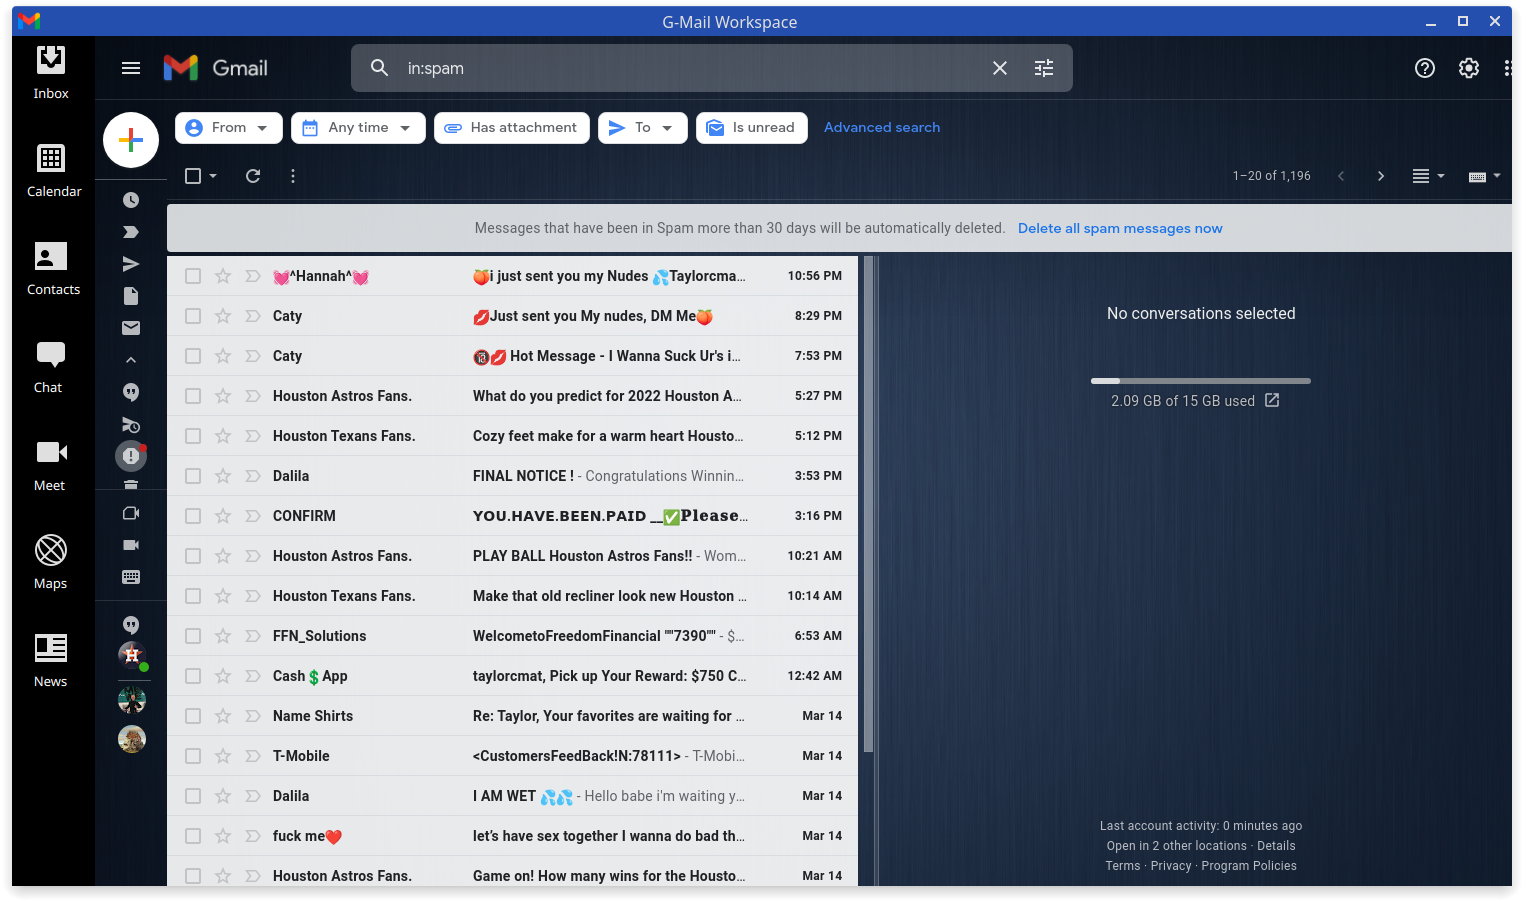 G-Mail Workspace
Inbox
Calendar
Contacts
Chat
Meet
Maps
News
Gmail
in:spam
From
Any time
Has attachment
To
Is unread
Advanced search
1–20 of 1,196
Messages that have been in Spam more than 30 days will be automatically deleted. Delete all spam messages now
💓^Hannah^💓 🍑i just sent you my Nudes 💦Taylorcma… 10:56 PM
Caty 💋Just sent you My nudes, DM Me🍑 8:29 PM
Caty 🔞💋 Hot Message - I Wanna Suck Ur's i… 7:53 PM
Houston Astros Fans. What do you predict for 2022 Houston A… 5:27 PM
Houston Texans Fans. Cozy feet make for a warm heart Housto… 5:12 PM
Dalila FINAL NOTICE ! - Congratulations Winnin… 3:53 PM
CONFIRM YOU.HAVE.BEEN.PAID __✅Please… 3:16 PM
Houston Astros Fans. PLAY BALL Houston Astros Fans!! - Wom… 10:21 AM
Houston Texans Fans. Make that old recliner look new Houston … 10:14 AM
FFN_Solutions WelcometoFreedomFinancial ""7390"" - $… 6:53 AM
Cash💲App taylorcmat, Pick up Your Reward: $750 C… 12:42 AM
Name Shirts Re: Taylor, Your favorites are waiting for … Mar 14
T-Mobile <CustomersFeedBack!N:78111> - T-Mobi… Mar 14
Dalila I AM WET 💦💦 - Hello babe i'm waiting y… Mar 14
fuck me❤️ let's have sex together I wanna do bad th… Mar 14
Houston Astros Fans. Game on! How many wins for the Housto… Mar 14
No conversations selected
2.09 GB of 15 GB used
Last account activity: 0 minutes ago
Open in 2 other locations · Details
Terms · Privacy · Program Policies